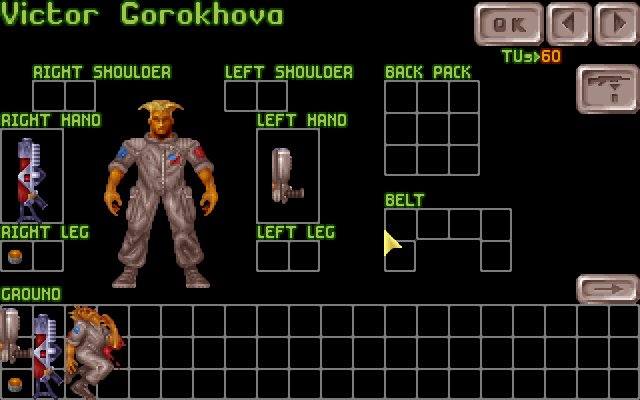 Victor Gorokhova
OK
TUs>60
RIGHT SHOULDER
LEFT SHOULDER
BACK PACK
RIGHT HAND
LEFT HAND
BELT
RIGHT LEG
LEFT LEG
GROUND